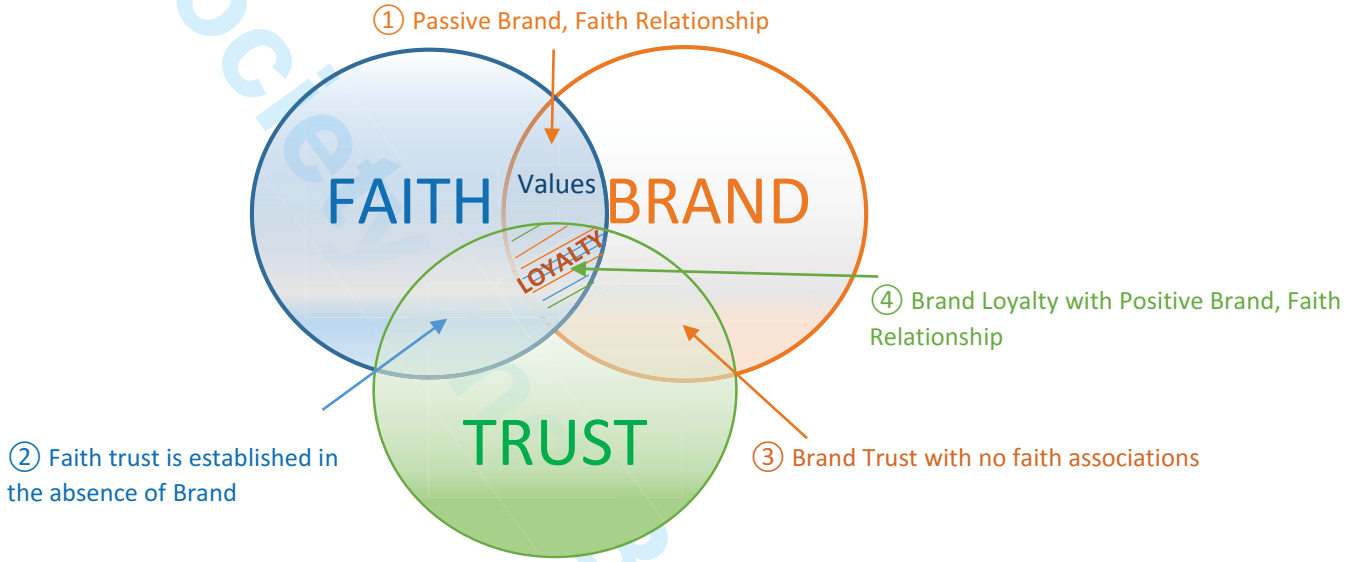 ① Passive Brand, Faith Relationship
FAITH
Values
BRAND
LOYALTY
④ Brand Loyalty with Positive Brand, Faith
Relationship
TRUST
② Faith trust is established in
the absence of Brand
③ Brand Trust with no faith associations